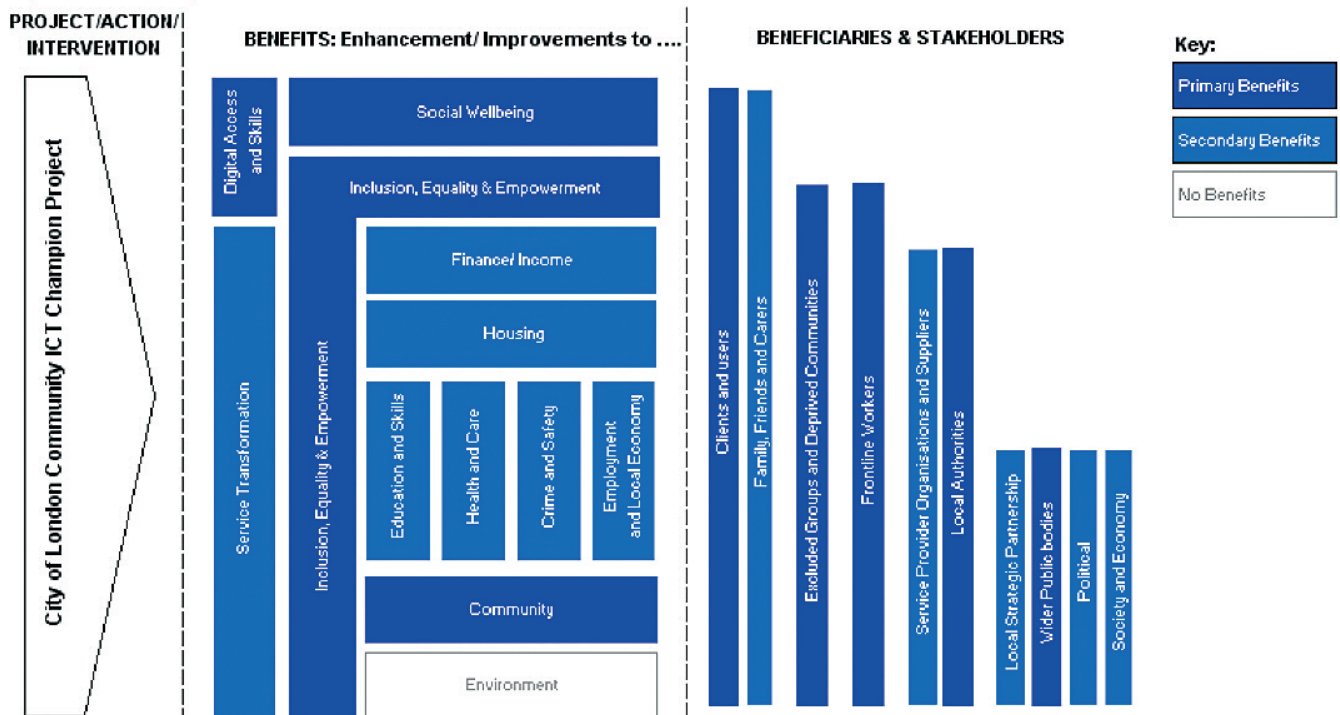 PROJECT/ACTION/
INTERVENTION
City of London Community ICT Champion Project
BENEFITS: Enhancement/ Improvements to ....
Digital Access
and Skills
Service Transformation
Social Wellbeing
Inclusion, Equality & Empowerment
Inclusion, Equality & Empowerment
Finance/ Income
Housing
Education and Skills
Health and Care
Crime and Safety
Employment
and Local Economy
Community
Environment
BENEFICIARIES & STAKEHOLDERS
Clients and users
Family, Friends and Carers
Excluded Groups and Deprived Communities
Frontline Workers
Service Provider Organisations and Suppliers
Local Authorities
Local Strategic Partnership
Wider Public bodies
Political
Society and Economy
Key:
Primary Benefits
Secondary Benefits
No Benefits